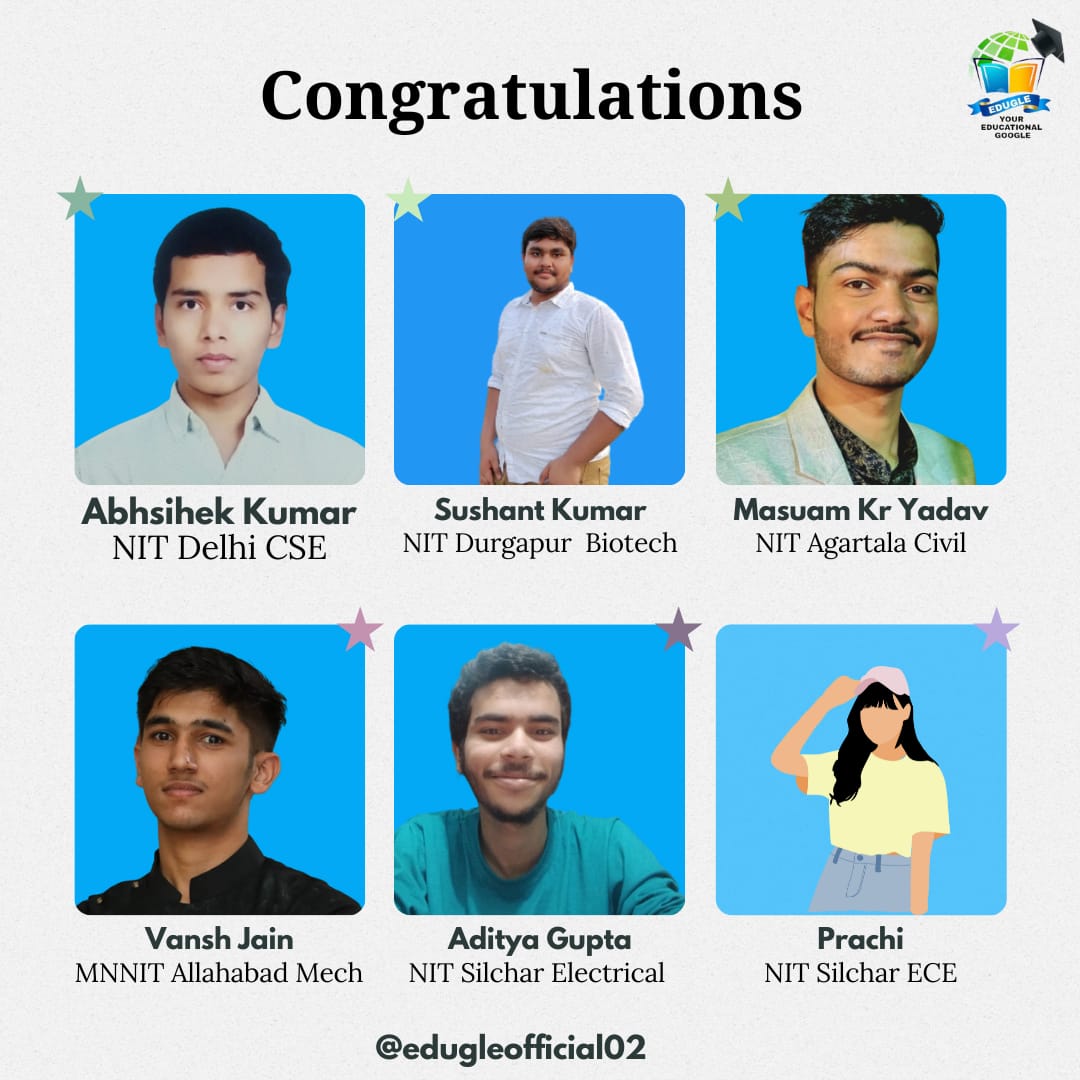 Congratulations
EDUGLE
YOUR
EDUCATIONAL
GOOGLE
Abhsihek Kumar
NIT Delhi CSE
Sushant Kumar
NIT Durgapur Biotech
Masuam Kr Yadav
NIT Agartala Civil
Vansh Jain
MNNIT Allahabad Mech
Aditya Gupta
NIT Silchar Electrical
Prachi
NIT Silchar ECE
@edugleofficial02